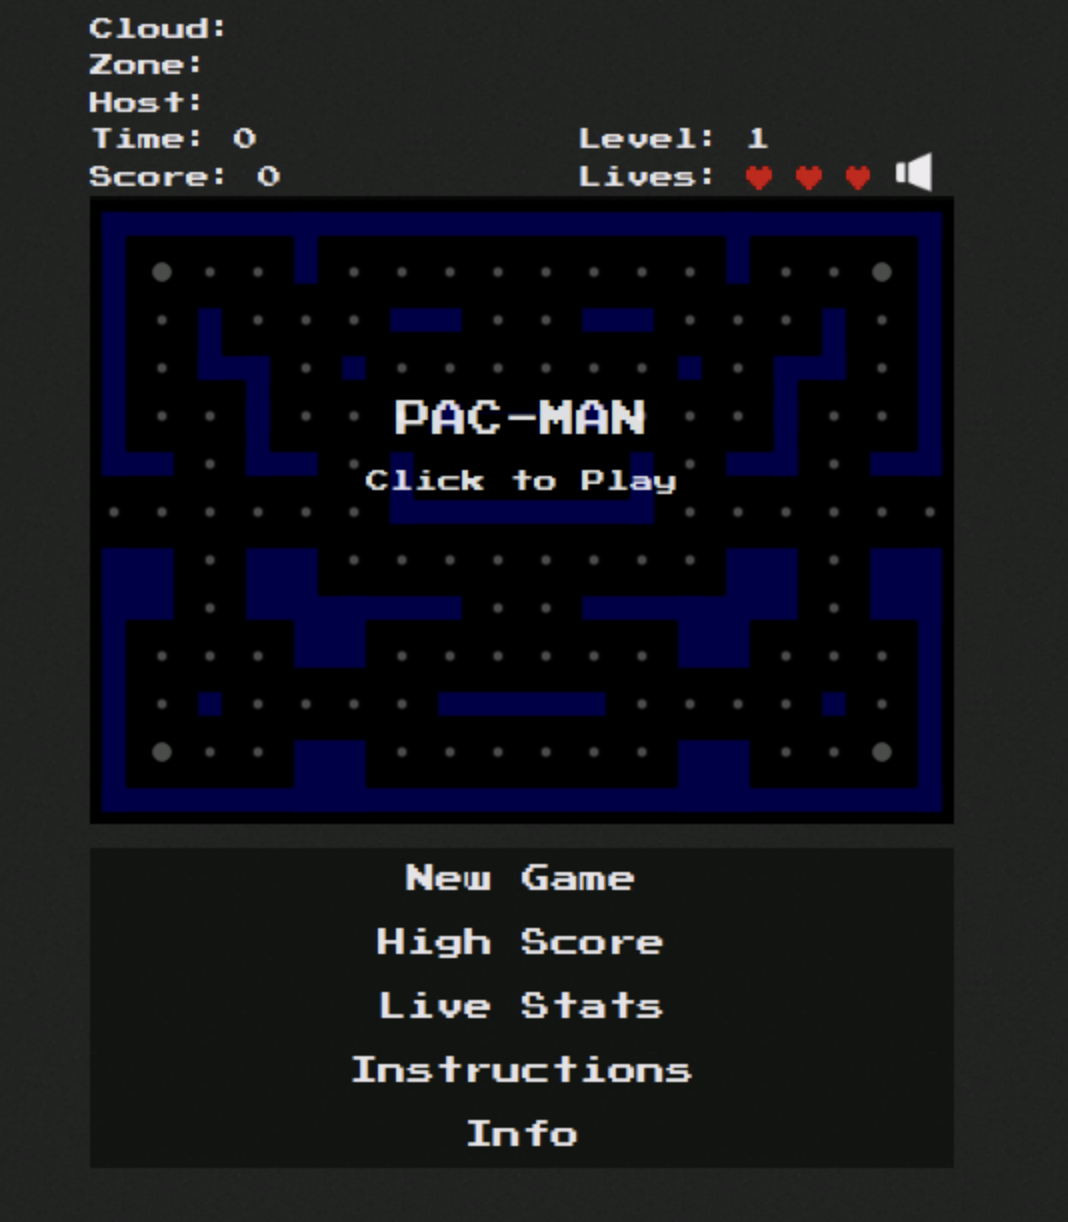 Cloud:
Zone:
Host:
Time: 0 Level: 1
Score: 0 Lives:
PAC-MAN
Click to Play
New Game
High Score
Live Stats
Instructions
Info